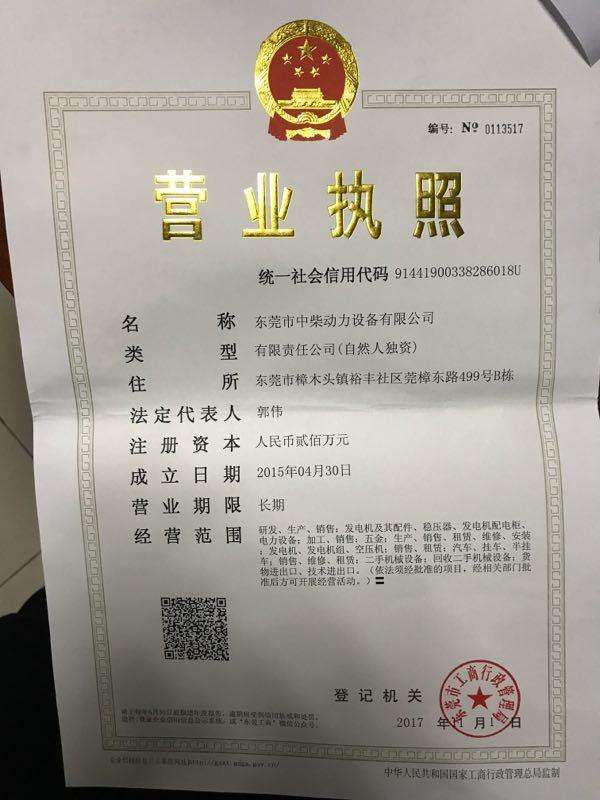 编号: № 0113517
营业执照
统一社会信用代码 91441900338286018U
名称 东莞市中柴动力设备有限公司
类型 有限责任公司(自然人独资)
住所 东莞市樟木头镇裕丰社区莞樟东路499号B栋
法定代表人 郭伟
注册资本 人民币贰佰万元
成立日期 2015年04月30日
营业期限 长期
经营范围 研发、生产、销售:发电机及其配件、稳压器、发电机配电柜、
电力设备;加工、销售:五金;生产、销售、租赁、维修、安装
:发电机、发电机组、空压机;销售、租赁:汽车、挂车、半挂
车;销售、维修、租赁:二手机械设备;回收二手机械设备;货
物进出口、技术进出口。(依法须经批准的项目,经相关部门批
准后方可开展经营活动。)
登记机关
东莞市工商行政管理局
2017 年 月 日
中华人民共和国国家工商行政管理总局监制